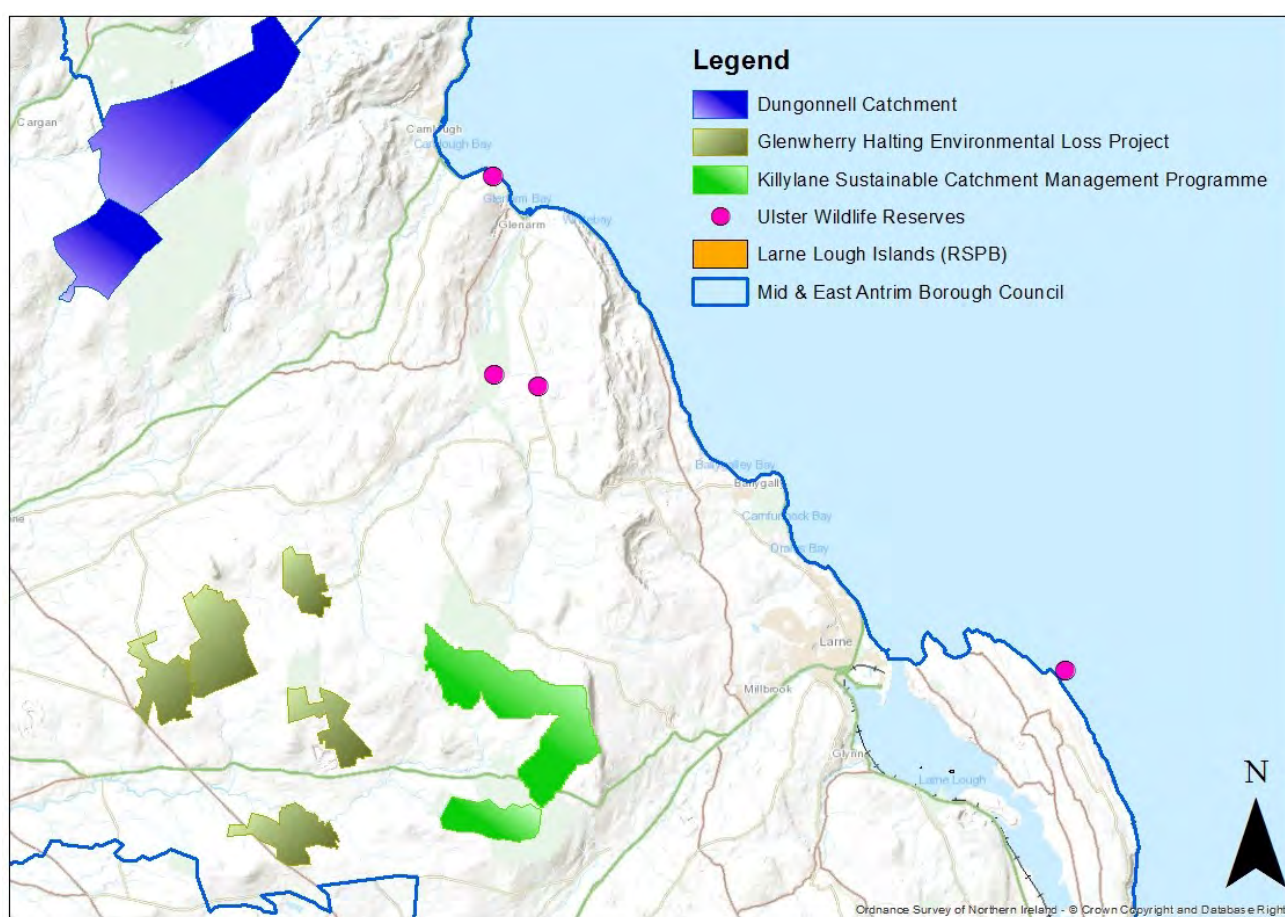 Legend
Dungonnell Catchment
Glenwherry Halting Environmental Loss Project
Killylane Sustainable Catchment Management Programme
Ulster Wildlife Reserves
Larne Lough Islands (RSPB)
Mid & East Antrim Borough Council
Cargan
Carnlough
Carnlough Bay
Glenarm Bay
Glenarm
Ballygalley Bay
Ballygally
Carnfunnock Bay
Drains Bay
Larne
Millbrook
Glynn
Larne Lough
N
Ordnance Survey of Northern Ireland - © Crown Copyright and Database Right